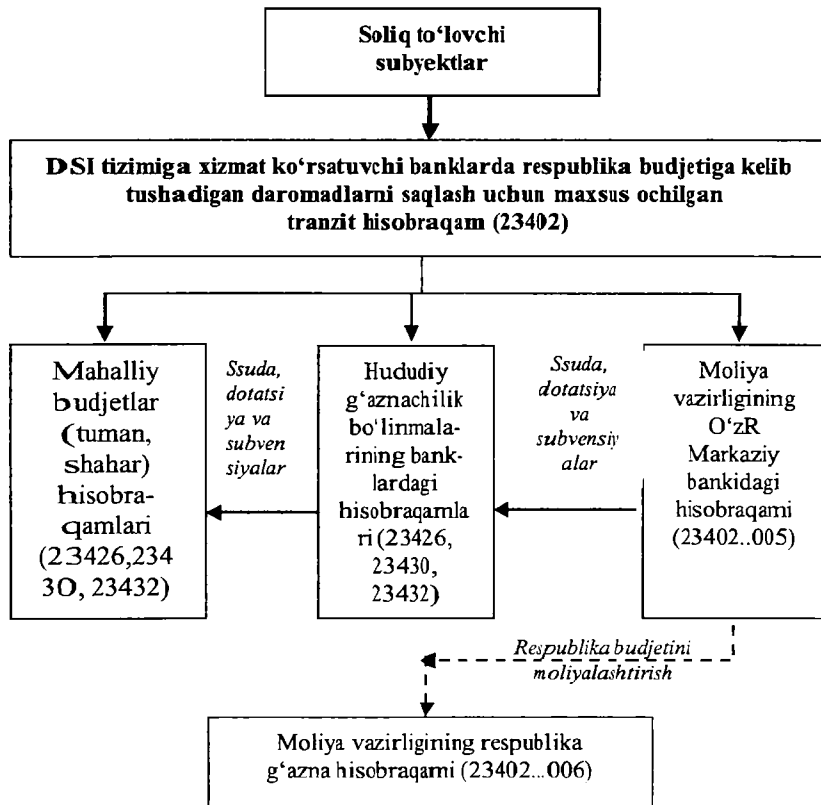 Soliq to‘lovchi
subyektlar
DSI tizimiga xizmat ko‘rsatuvchi banklarda respublika budjetiga kelib
tushadigan daromadlarni saqlash uchun maxsus ochilgan
tranzit hisobraqam (23402)
Mahalliy
budjetlar
(tuman,
shahar)
hisobra-
qamlari
(23426,234
30, 23432)
Ssuda,
dotatsi
ya va
subven
siyalar
Hududiy
g‘aznachilik
bo‘linmala-
rining bank-
lardagi
hisobraqamla
ri (23426,
23430,
23432)
Ssuda,
dotatsiya
va
subvensiy
alar
Moliya
vazirligining
O‘zR
Markaziy
bankidagi
hisobraqami
(23402..005)
Respublika budjetini
moliyalashtirish
Moliya vazirligining respublika
g‘azna hisobraqami (23402...006)